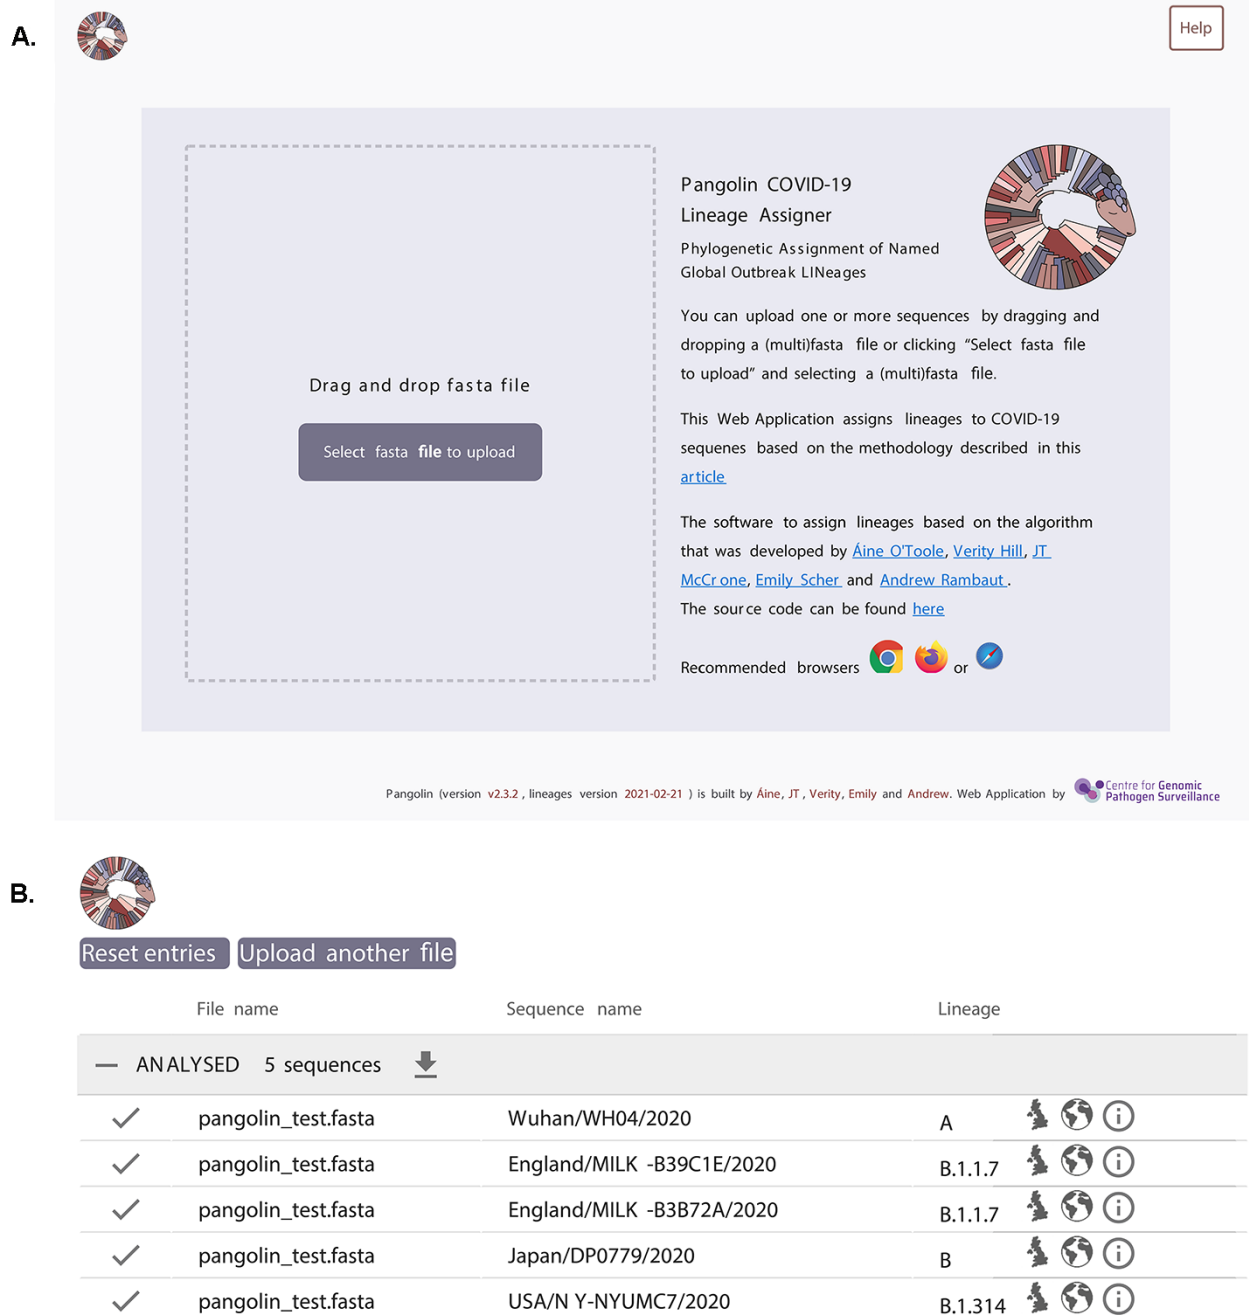 A.
Help
Pangolin COVID-19
Lineage Assigner
Phylogenetic Assignment of Named
Global Outbreak LINeages
You can upload one or more sequences by dragging and
dropping a (multi)fasta file or clicking “Select fasta file
to upload” and selecting a (multi)fasta file.
Drag and drop fasta file
Select fasta file to upload
This Web Application assigns lineages to COVID-19
sequenes based on the methodology described in this
article
The software to assign lineages based on the algorithm
that was developed by Áine O'Toole, Verity Hill, JT
McCrone, Emily Scher and Andrew Rambaut.
The source code can be found here
Recommended browsers or
Pangolin (version v2.3.2, lineages version 2021-02-21 ) is built by Áine, JT, Verity, Emily and Andrew. Web Application by
Centre for Genomic
Pathogen Surveillance
B.
Reset entries Upload another file
File name Sequence name Lineage
ANALYSED 5 sequences
pangolin_test.fasta Wuhan/WH04/2020 A
pangolin_test.fasta England/MILK -B39C1E/2020 B.1.1.7
pangolin_test.fasta England/MILK -B3B72A/2020 B.1.1.7
pangolin_test.fasta Japan/DP0779/2020 B
pangolin_test.fasta USA/N Y-NYUMC7/2020 B.1.314